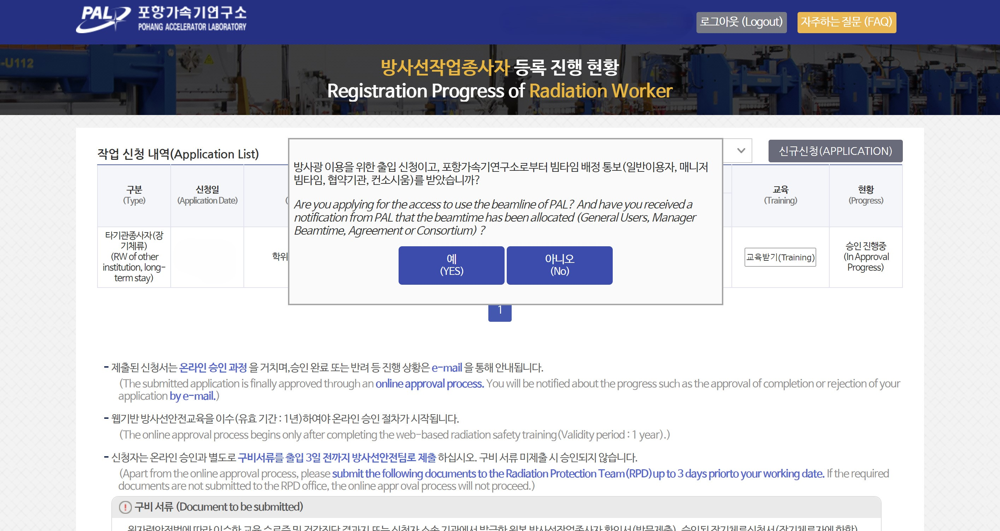 PAL 포항가속기연구소
POHANG ACCELERATOR LABORATORY
로그아웃 (Logout)
자주하는 질문 (FAQ)
-U112
방사선작업종사자 등록 진행 현황
Registration Progress of Radiation Worker
작업 신청 내역(Application List)
신규신청(APPLICATION)
구분
(Type)
신청일
(Application Date)
(
교육
(Training)
현황
(Progress)
타기관종사자(장
기체류)
(RW of other
institution, long-
term stay)
학위
교육받기(Training)
승인 진행중
(In Approval
Progress)
방사광 이용을 위한 출입 신청이고, 포항가속기연구소로부터 빔타임 배정 통보(일반이용자, 매니저
빔타임, 협약기관, 컨소시움)를 받았습니까?
Are you applying for the access to use the beamline of PAL? And have you received a
notification from PAL that the beamtime has been allocated (General Users, Manager
Beamtime, Agreement or Consortium) ?
예
(YES)
아니오
(No)
1
- 제출된 신청서는 온라인 승인 과정 을 거치며,승인 완료 또는 반려 등 진행 상황은 e-mail 을 통해 안내됩니다.
(The submitted application is finally approved through an online approval process. You will be notified about the progress such as the approval of completion or rejection of your
application by e-mail.)
- 웹기반 방사선안전교육을 이수(유효 기간 : 1년)하여야 온라인 승인 절차가 시작됩니다.
(The online approval process begins only after completing the web-based radiation safety training(Validity period : 1 year).)
- 신청자는 온라인 승인과 별도로 구비서류를 출입 3일 전까지 방사선안전팀로 제출 하십시오. 구비 서류 미제출 시 승인되지 않습니다.
(Apart from the online approval process, please submit the following documents to the Radiation Protection Team(RPD) up to 3 days priorto your working date. If the required
documents are not submitted to the RPD office, the online appr oval process will not proceed.)
구비 서류 (Document to be submitted)
원자력안전법에 따라 이수한 교육 수료증 및 건강진단 결과지 또는 신청자 소속 기관에서 발급한 원본 방사선작업종사자 확인서(방문제출), 승인된 장기체류신청서(장기체류자에 한함)